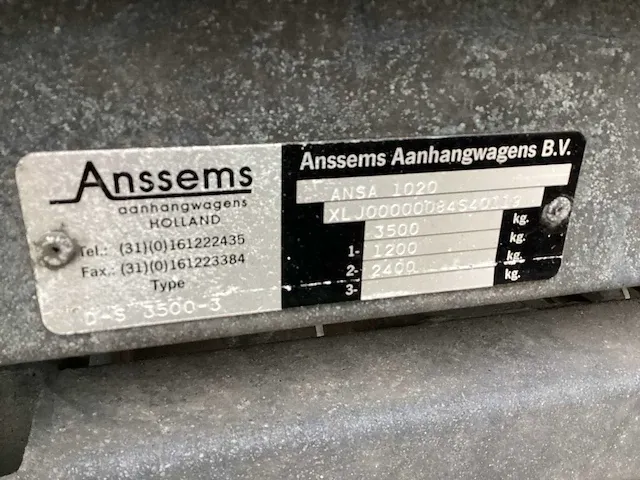 Anssems
aanhangwagens
HOLLAND
Tel.: (31)(0)161222435
Fax.: (31)(0)161223384
Type
D-S 3500-3
Anssems Aanhangwagens B.V.
ANSA 1020
3500 kg.
1- 1200 kg.
2- 2400 kg.
3- kg.